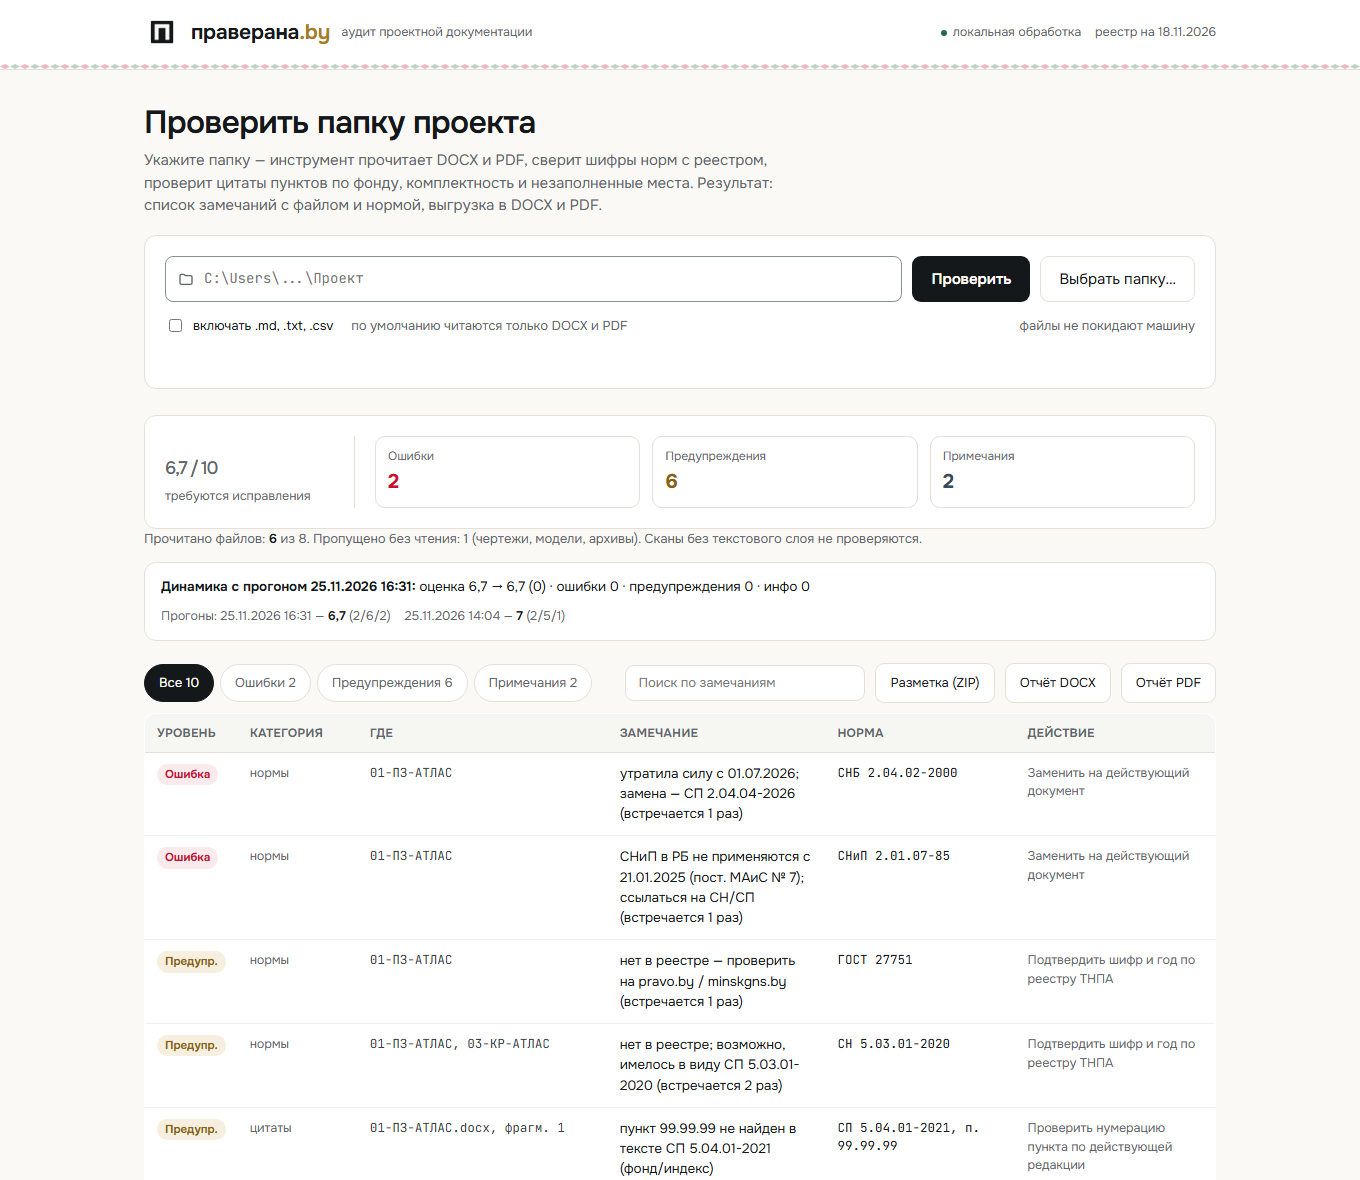 праверана.by аудит проектной документации
локальная обработка реестр на 18.11.2026
Проверить папку проекта
Укажите папку — инструмент прочитает DOCX и PDF, сверит шифры норм с реестром,
проверит цитаты пунктов по фонду, комплектность и незаполненные места. Результат:
список замечаний с файлом и нормой, выгрузка в DOCX и PDF.
C:\Users\...\Проект
Проверить
Выбрать папку...
включать .md, .txt, .csv
по умолчанию читаются только DOCX и PDF
файлы не покидают машину
6,7 / 10
требуются исправления
Ошибки
2
Предупреждения
6
Примечания
2
Прочитано файлов: 6 из 8. Пропущено без чтения: 1 (чертежи, модели, архивы). Сканы без текстового слоя не проверяются.
Динамика с прогоном 25.11.2026 16:31: оценка 6,7 → 6,7 (0) · ошибки 0 · предупреждения 0 · инфо 0
Прогоны: 25.11.2026 16:31 — 6,7 (2/6/2) 25.11.2026 14:04 — 7 (2/5/1)
Все 10
Ошибки 2
Предупреждения 6
Примечания 2
Поиск по замечаниям
Разметка (ZIP)
Отчёт DOCX
Отчёт PDF
УРОВЕНЬ КАТЕГОРИЯ ГДЕ ЗАМЕЧАНИЕ НОРМА ДЕЙСТВИЕ
Ошибка
нормы
01-ПЗ-АТЛАС
утратила силу с 01.07.2026;
замена — СП 2.04.04-2026
(встречается 1 раз)
СНБ 2.04.02-2000
Заменить на действующий
документ
Ошибка
нормы
01-ПЗ-АТЛАС
СНиП в РБ не применяются с
21.01.2025 (пост. МАиС № 7);
ссылаться на СН/СП
(встречается 1 раз)
СНиП 2.01.07-85
Заменить на действующий
документ
Предупр.
нормы
01-ПЗ-АТЛАС
нет в реестре — проверить
на pravo.by / minskgns.by
(встречается 1 раз)
ГОСТ 27751
Подтвердить шифр и год по
реестру ТНПА
Предупр.
нормы
01-ПЗ-АТЛАС, 03-КР-АТЛАС
нет в реестре; возможно,
имелось в виду СП 5.03.01-
2020 (встречается 2 раз)
СН 5.03.01-2020
Подтвердить шифр и год по
реестру ТНПА
Предупр.
цитаты
01-ПЗ-АТЛАС.docx, фрагм. 1
пункт 99.99.99 не найден в
тексте СП 5.04.01-2021
(фонд/индекс)
СП 5.04.01-2021, п.
99.99.99
Проверить нумерацию
пункта по действующей
редакции